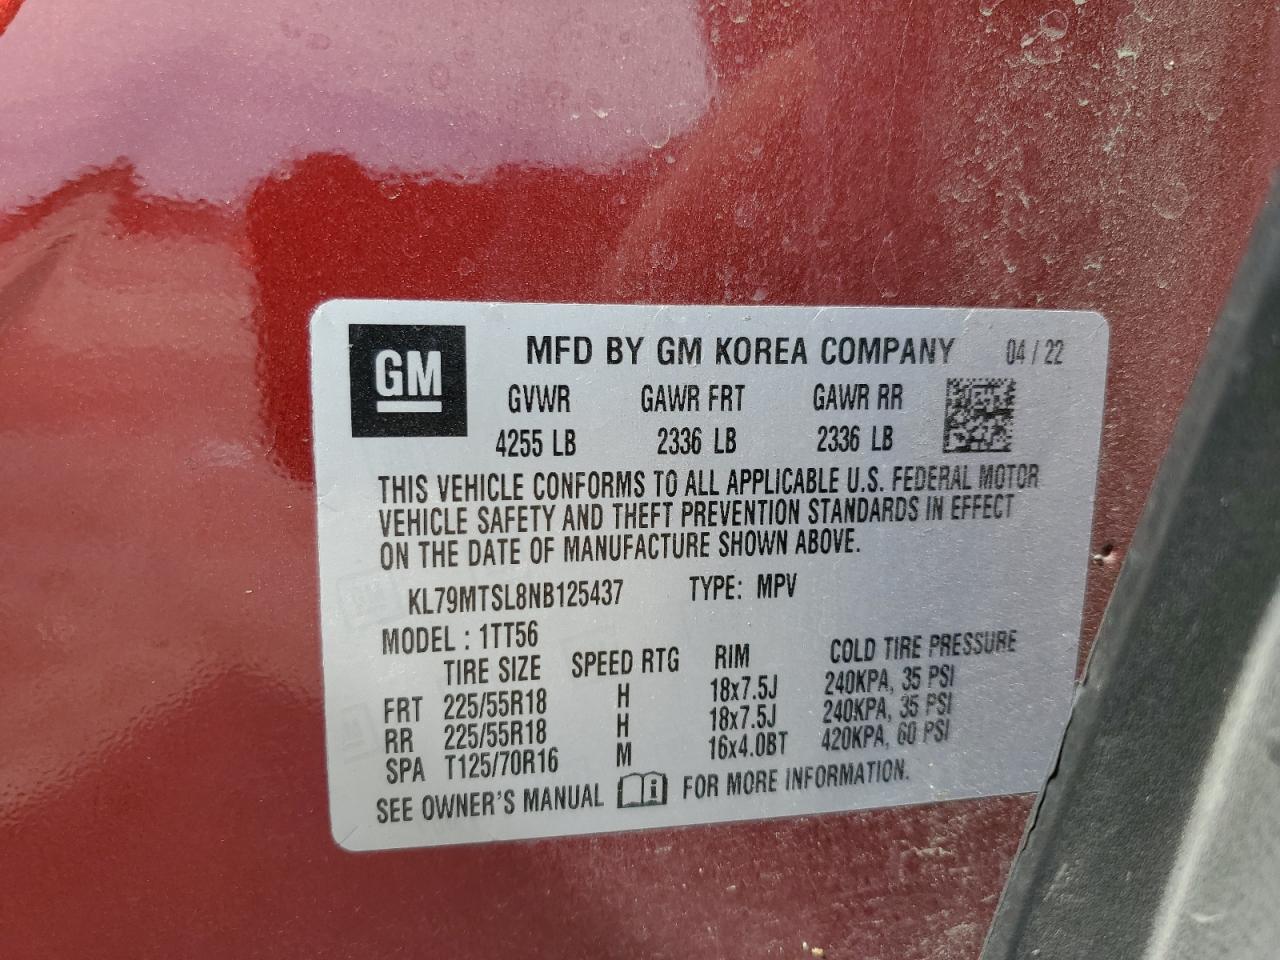 GM
MFD BY GM KOREA COMPANY 04 / 22
GVWR GAWR FRT GAWR RR
4255 LB 2336 LB 2336 LB
THIS VEHICLE CONFORMS TO ALL APPLICABLE U.S. FEDERAL MOTOR
VEHICLE SAFETY AND THEFT PREVENTION STANDARDS IN EFFECT
ON THE DATE OF MANUFACTURE SHOWN ABOVE.
KL79MTSL8NB125437 TYPE: MPV
MODEL : 1TT56
TIRE SIZE SPEED RTG RIM COLD TIRE PRESSURE
FRT 225/55R18 H 18x7.5J 240KPA, 35 PSI
RR 225/55R18 H 18x7.5J 240KPA, 35 PSI
SPA T125/70R16 M 16x4.0BT 420KPA, 60 PSI
SEE OWNER'S MANUAL FOR MORE INFORMATION.